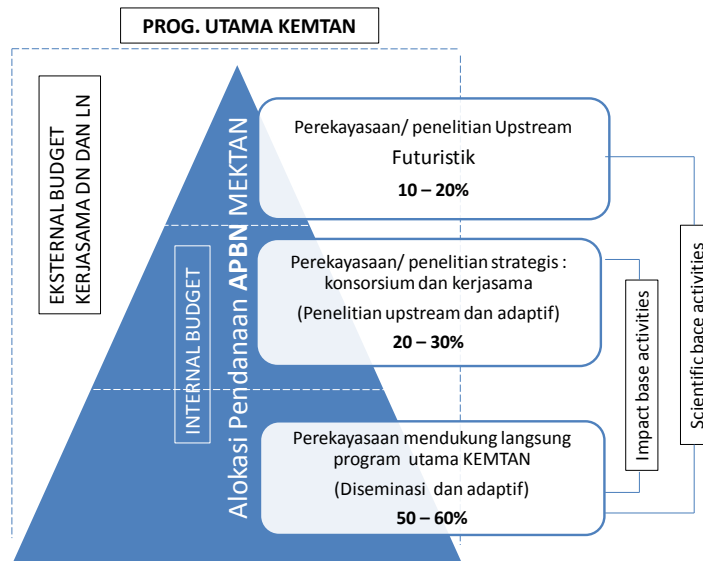 PROG. UTAMA KEMTAN
EKSTERNAL BUDGET
KERJASAMA DN DAN LN
INTERNAL BUDGET
Alokasi Pendanaan APBN MEKTAN
Perekayasaan/ penelitian Upstream
Futuristik
10 – 20%
Perekayasaan/ penelitian strategis :
konsorsium dan kerjasama
(Penelitian upstream dan adaptif)
20 – 30%
Perekayasaan mendukung langsung
program utama KEMTAN
(Diseminasi dan adaptif)
50 – 60%
Impact base activities
Scientific bace activities